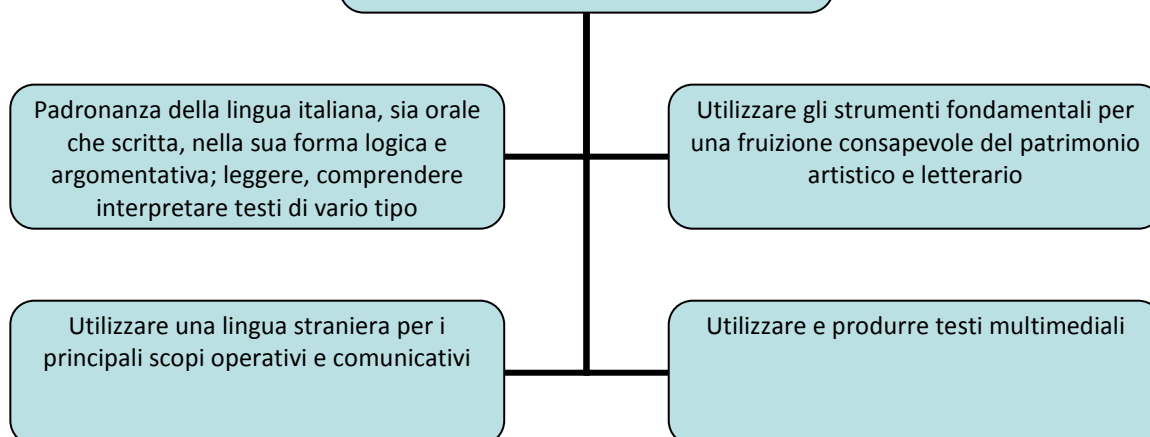 Padronanza della lingua italiana, sia orale
che scritta, nella sua forma logica e
argomentativa; leggere, comprendere
interpretare testi di vario tipo
Utilizzare gli strumenti fondamentali per
una fruizione consapevole del patrimonio
artistico e letterario
Utilizzare una lingua straniera per i
principali scopi operativi e comunicativi
Utilizzare e produrre testi multimediali